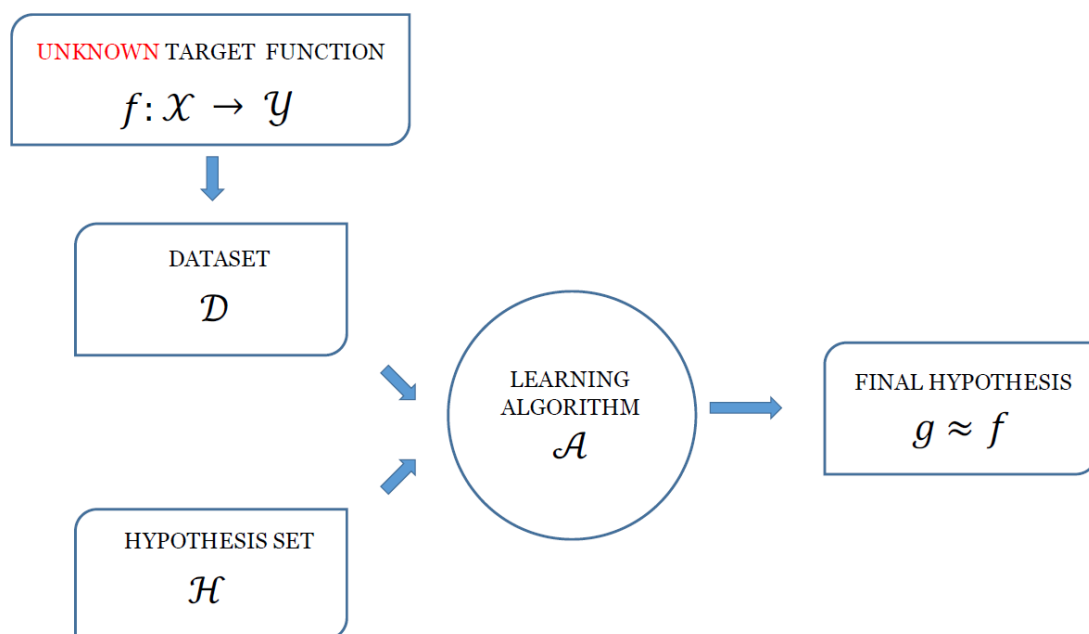 UNKNOWN TARGET FUNCTION
f: 𝒳 → 𝒴
DATASET
𝒟
LEARNING
ALGORITHM
𝒜
FINAL HYPOTHESIS
g ≈ f
HYPOTHESIS SET
ℋ